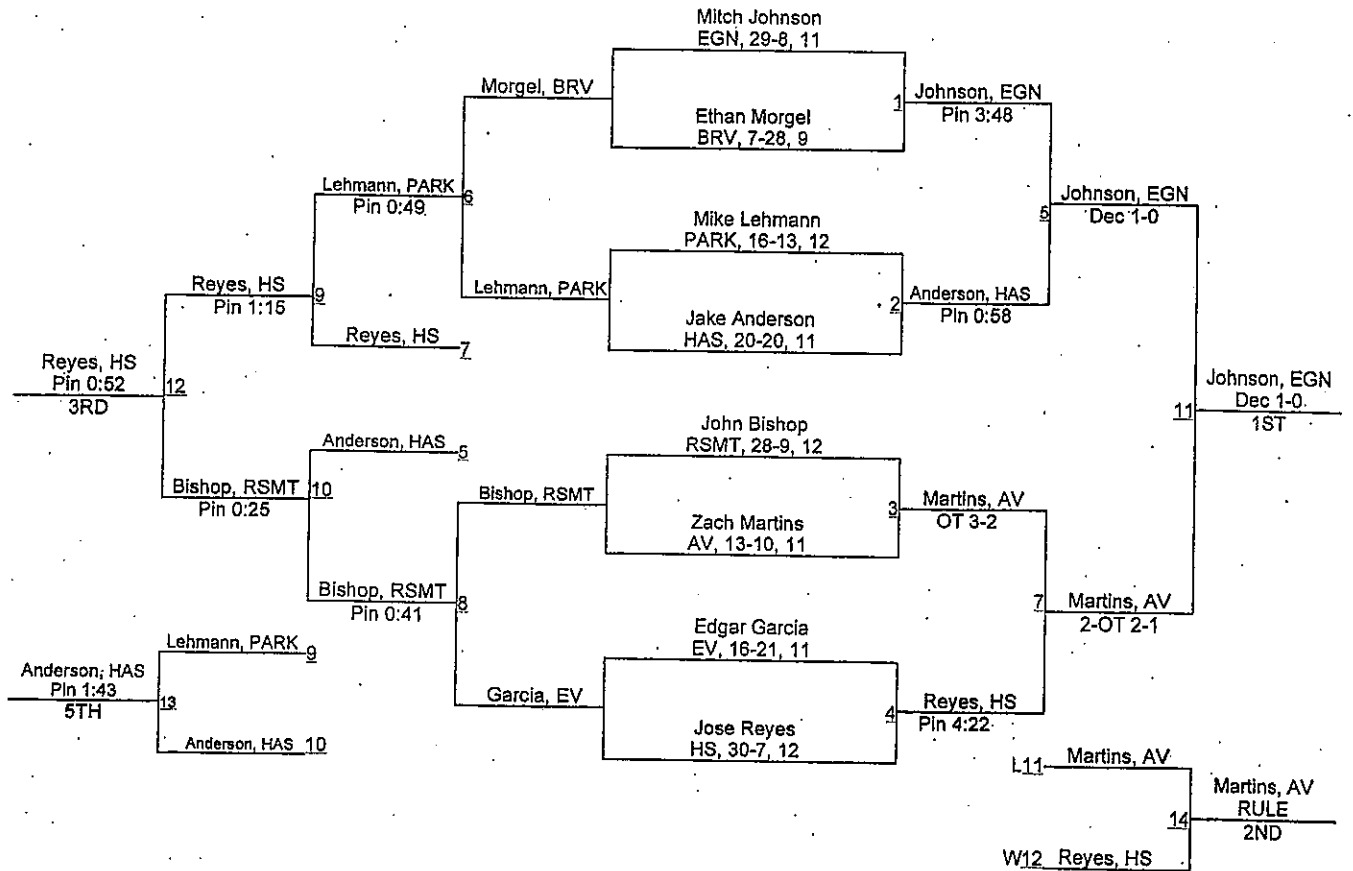 Mitch Johnson
EGN, 29-8, 11
Morgel, BRV
1
Johnson, EGN
Pin 3:48
Ethan Morgel
BRV, 7-28, 9
Lehmann, PARK
Pin 0:49
6
5
Johnson, EGN
Dec 1-0
Mike Lehmann
PARK, 16-13, 12
Reyes, HS
Pin 1:15
9
Lehmann, PARK
2
Anderson, HAS
Pin 0:58
Jake Anderson
HAS, 20-20, 11
Reyes, HS
7
Reyes, HS
Pin 0:52
3RD
12
11
Johnson, EGN
Dec 1-0
1ST
John Bishop
RSMT, 28-9, 12
Anderson, HAS
5
Bishop, RSMT
Pin 0:25
10
Bishop, RSMT
3
Martins, AV
OT 3-2
Zach Martins
AV, 13-10, 11
Bishop, RSMT
Pin 0:41
8
7
Martins, AV
2-OT 2-1
Edgar Garcia
EV, 16-21, 11
Lehmann, PARK
9
Anderson, HAS
Pin 1:43
5TH
13
Garcia, EV
4
Reyes, HS
Pin 4:22
Jose Reyes
HS, 30-7, 12
Anderson, HAS
10
L11
Martins, AV
14
Martins, AV
RULE
2ND
W12
Reyes, HS